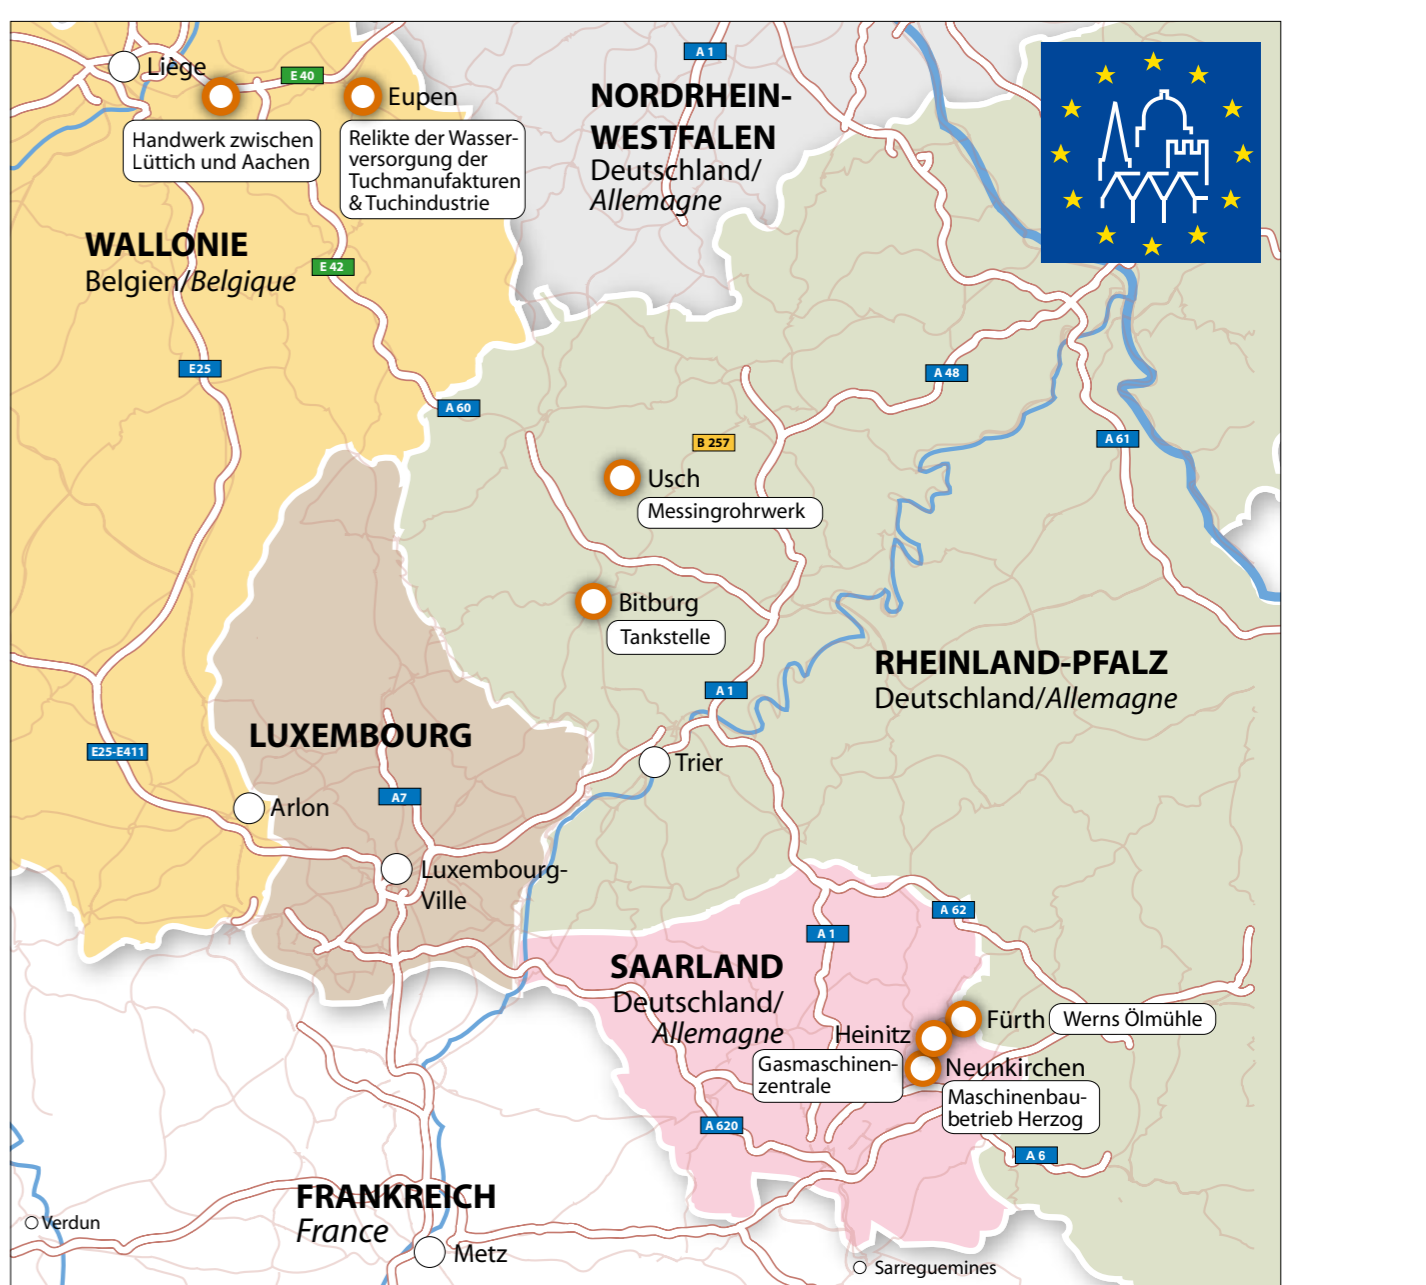 A 1
Liège
E 40
Eupen
NORDRHEIN-
WESTFALEN
Deutschland/
Allemagne
Handwerk zwischen
Lüttich und Aachen
Relikte der Wasser-
versorgung der
Tuchmanufakturen
& Tuchindustrie
WALLONIE
Belgien/Belgique
E 42
E25
A 48
A 60
B 257
A 61
Usch
Messingrohrwerk
Bitburg
Tankstelle
RHEINLAND-PFALZ
Deutschland/Allemagne
A 1
LUXEMBOURG
E25-E411
Trier
A7
Arlon
Luxembourg-
Ville
A 62
A 1
SAARLAND
Deutschland/
Allemagne
Fürth
Werns Ölmühle
Heinitz
Gasmaschinen-
zentrale
Neunkirchen
Maschinenbau-
betrieb Herzog
A 620
A 6
FRANKREICH
France
Verdun
Metz
Sarreguemines